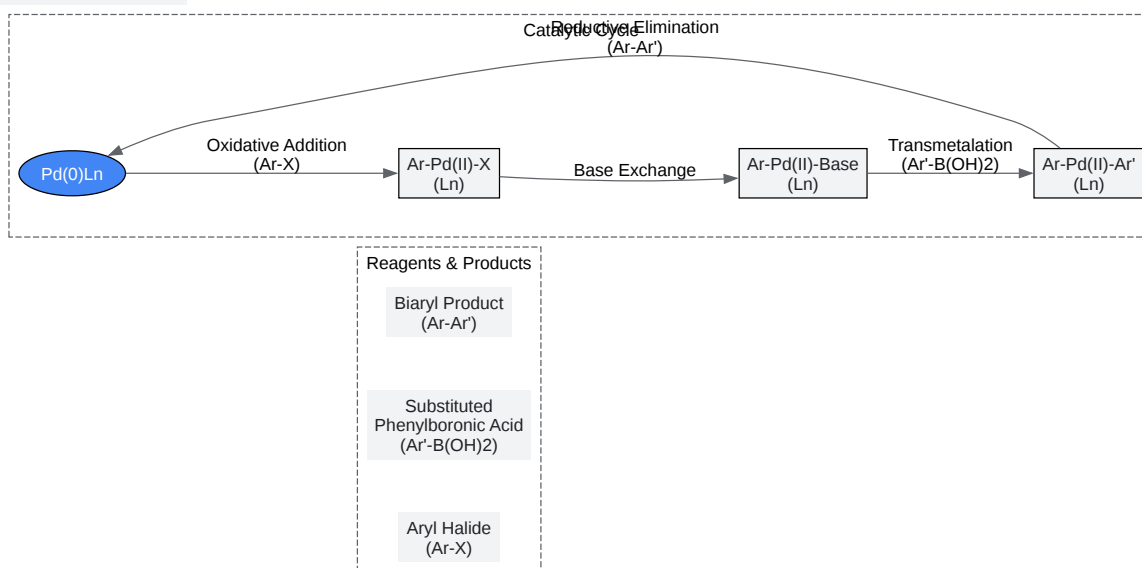 Catalytic Cycle
Reductive Elimination
(Ar-Ar')
Oxidative Addition
(Ar-X)
Base Exchange
Transmetalation
(Ar'-B(OH)2)
Pd(0)Ln
Ar-Pd(II)-X
(Ln)
Ar-Pd(II)-Base
(Ln)
Ar-Pd(II)-Ar'
(Ln)
Reagents & Products
Biaryl Product
(Ar-Ar')
Substituted
Phenylboronic Acid
(Ar'-B(OH)2)
Aryl Halide
(Ar-X)